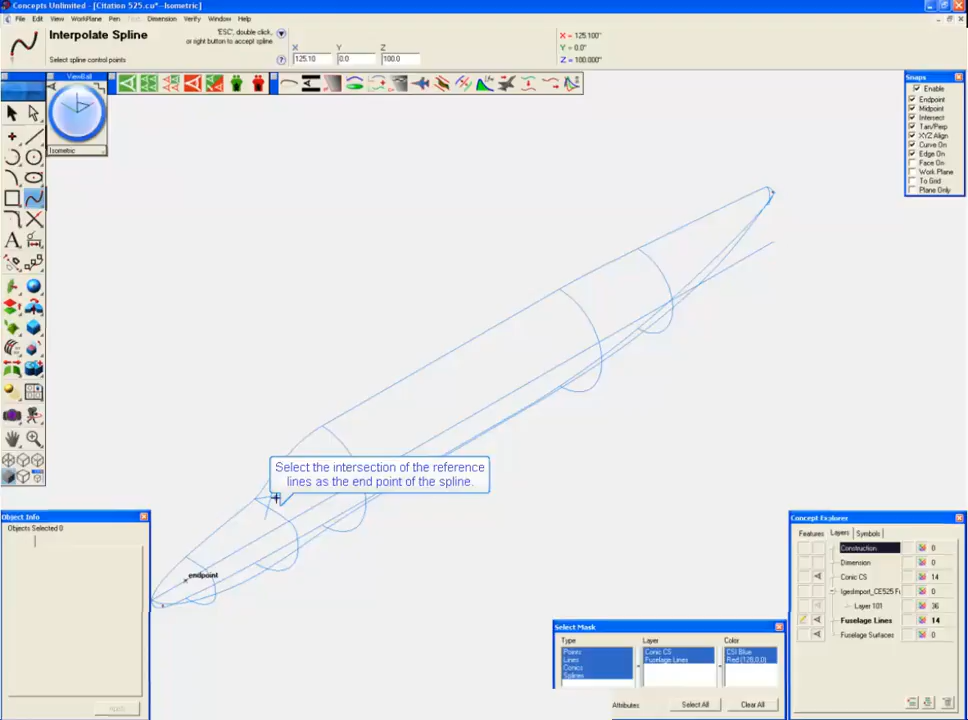 Concepts Unlimited - [Citation 525.cu*--Isometric]
File Edit View WorkPlane Pen Dimension Verify Window Help
Interpolate Spline
'ESC', double click,
or right button to accept spline
Select spline control points
X Y Z
125.10 0.0 100.0
X = 125.100"
Y = 0.0"
Z = 100.000"
ViewBall
Isometric
Snaps
Enable
Endpoint
Midpoint
Intersect
Tan/Perp
XYZ Align
Curve On
Edge On
Face On
Work Plane
To Grid
Plane Only
Select the intersection of the reference
lines as the end point of the spline.
endpoint
Object Info
Objects Selected 0
Apply
Select Mask
Type Layer Color
Points Conic CS CSI Blue
Lines Fuselage Lines Red (128,0,0)
Conics
Splines
Attributes Select All Clear All
Concept Explorer
Features Layers Symbols
Construction 0
Dimension 0
Conic CS 14
IgesImport_CE525 F 0
Layer 101 36
Fuselage Lines 14
Fuselage Surfaces 0